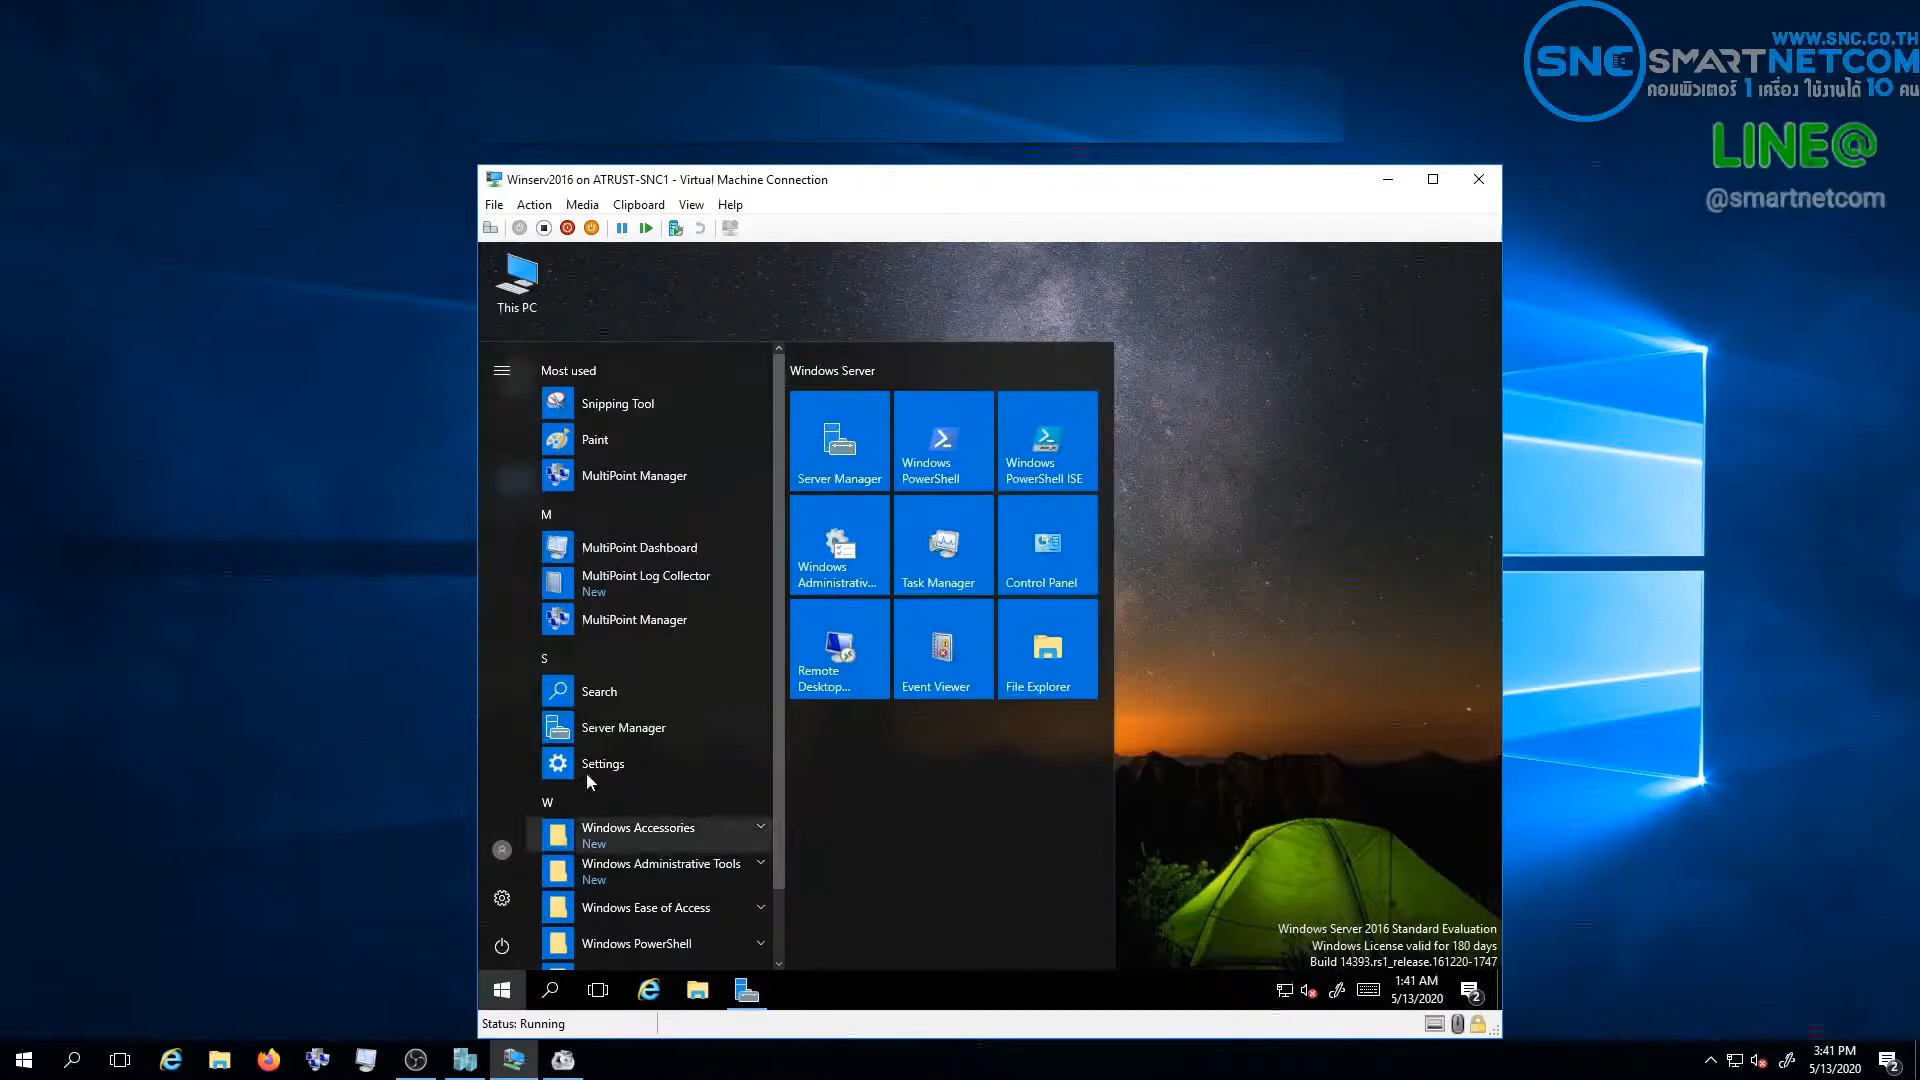 WWW.SNC.CO.TH
SNC SMARTNETCOM
คอมพิวเตอร์ 1 เครื่อง ใช้งานได้ 10 คน
LINE@
@smartnetcom
Winserv2016 on ATRUST-SNC1 - Virtual Machine Connection
File Action Media Clipboard View Help
This PC
Most used
Snipping Tool
Paint
MultiPoint Manager
M
MultiPoint Dashboard
MultiPoint Log Collector
New
MultiPoint Manager
S
Search
Server Manager
Settings
W
Windows Accessories
New
Windows Administrative Tools
New
Windows Ease of Access
Windows PowerShell
Windows Server
Server Manager
Windows
PowerShell
Windows
PowerShell ISE
Windows
Administrativ...
Task Manager
Control Panel
Remote
Desktop...
Event Viewer
File Explorer
Windows Server 2016 Standard Evaluation
Windows License valid for 180 days
Build 14393.rs1_release.161220-1747
1:41 AM
5/13/2020
2
Status: Running
3:41 PM
5/13/2020
2